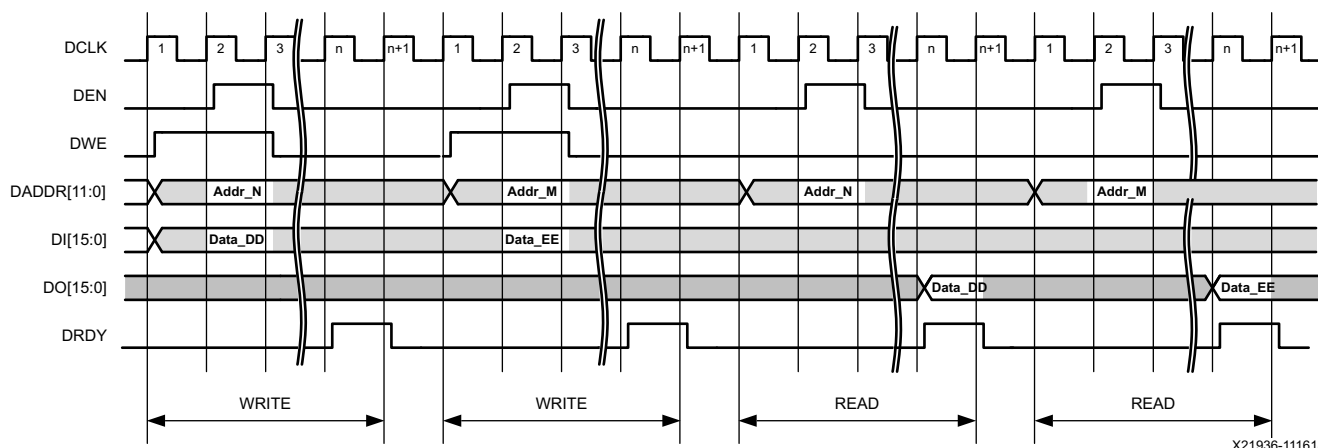 DCLK 1 2 3 n n+1 1 2 3 n n+1 1 2 3 n n+1 1 2 3 n n+1
DEN
DWE
DADDR[11:0] Addr_N Addr_M Addr_N Addr_M
DI[15:0] Data_DD Data_EE
DO[15:0] Data_DD Data_EE
DRDY
WRITE WRITE READ READ
X21936-11161